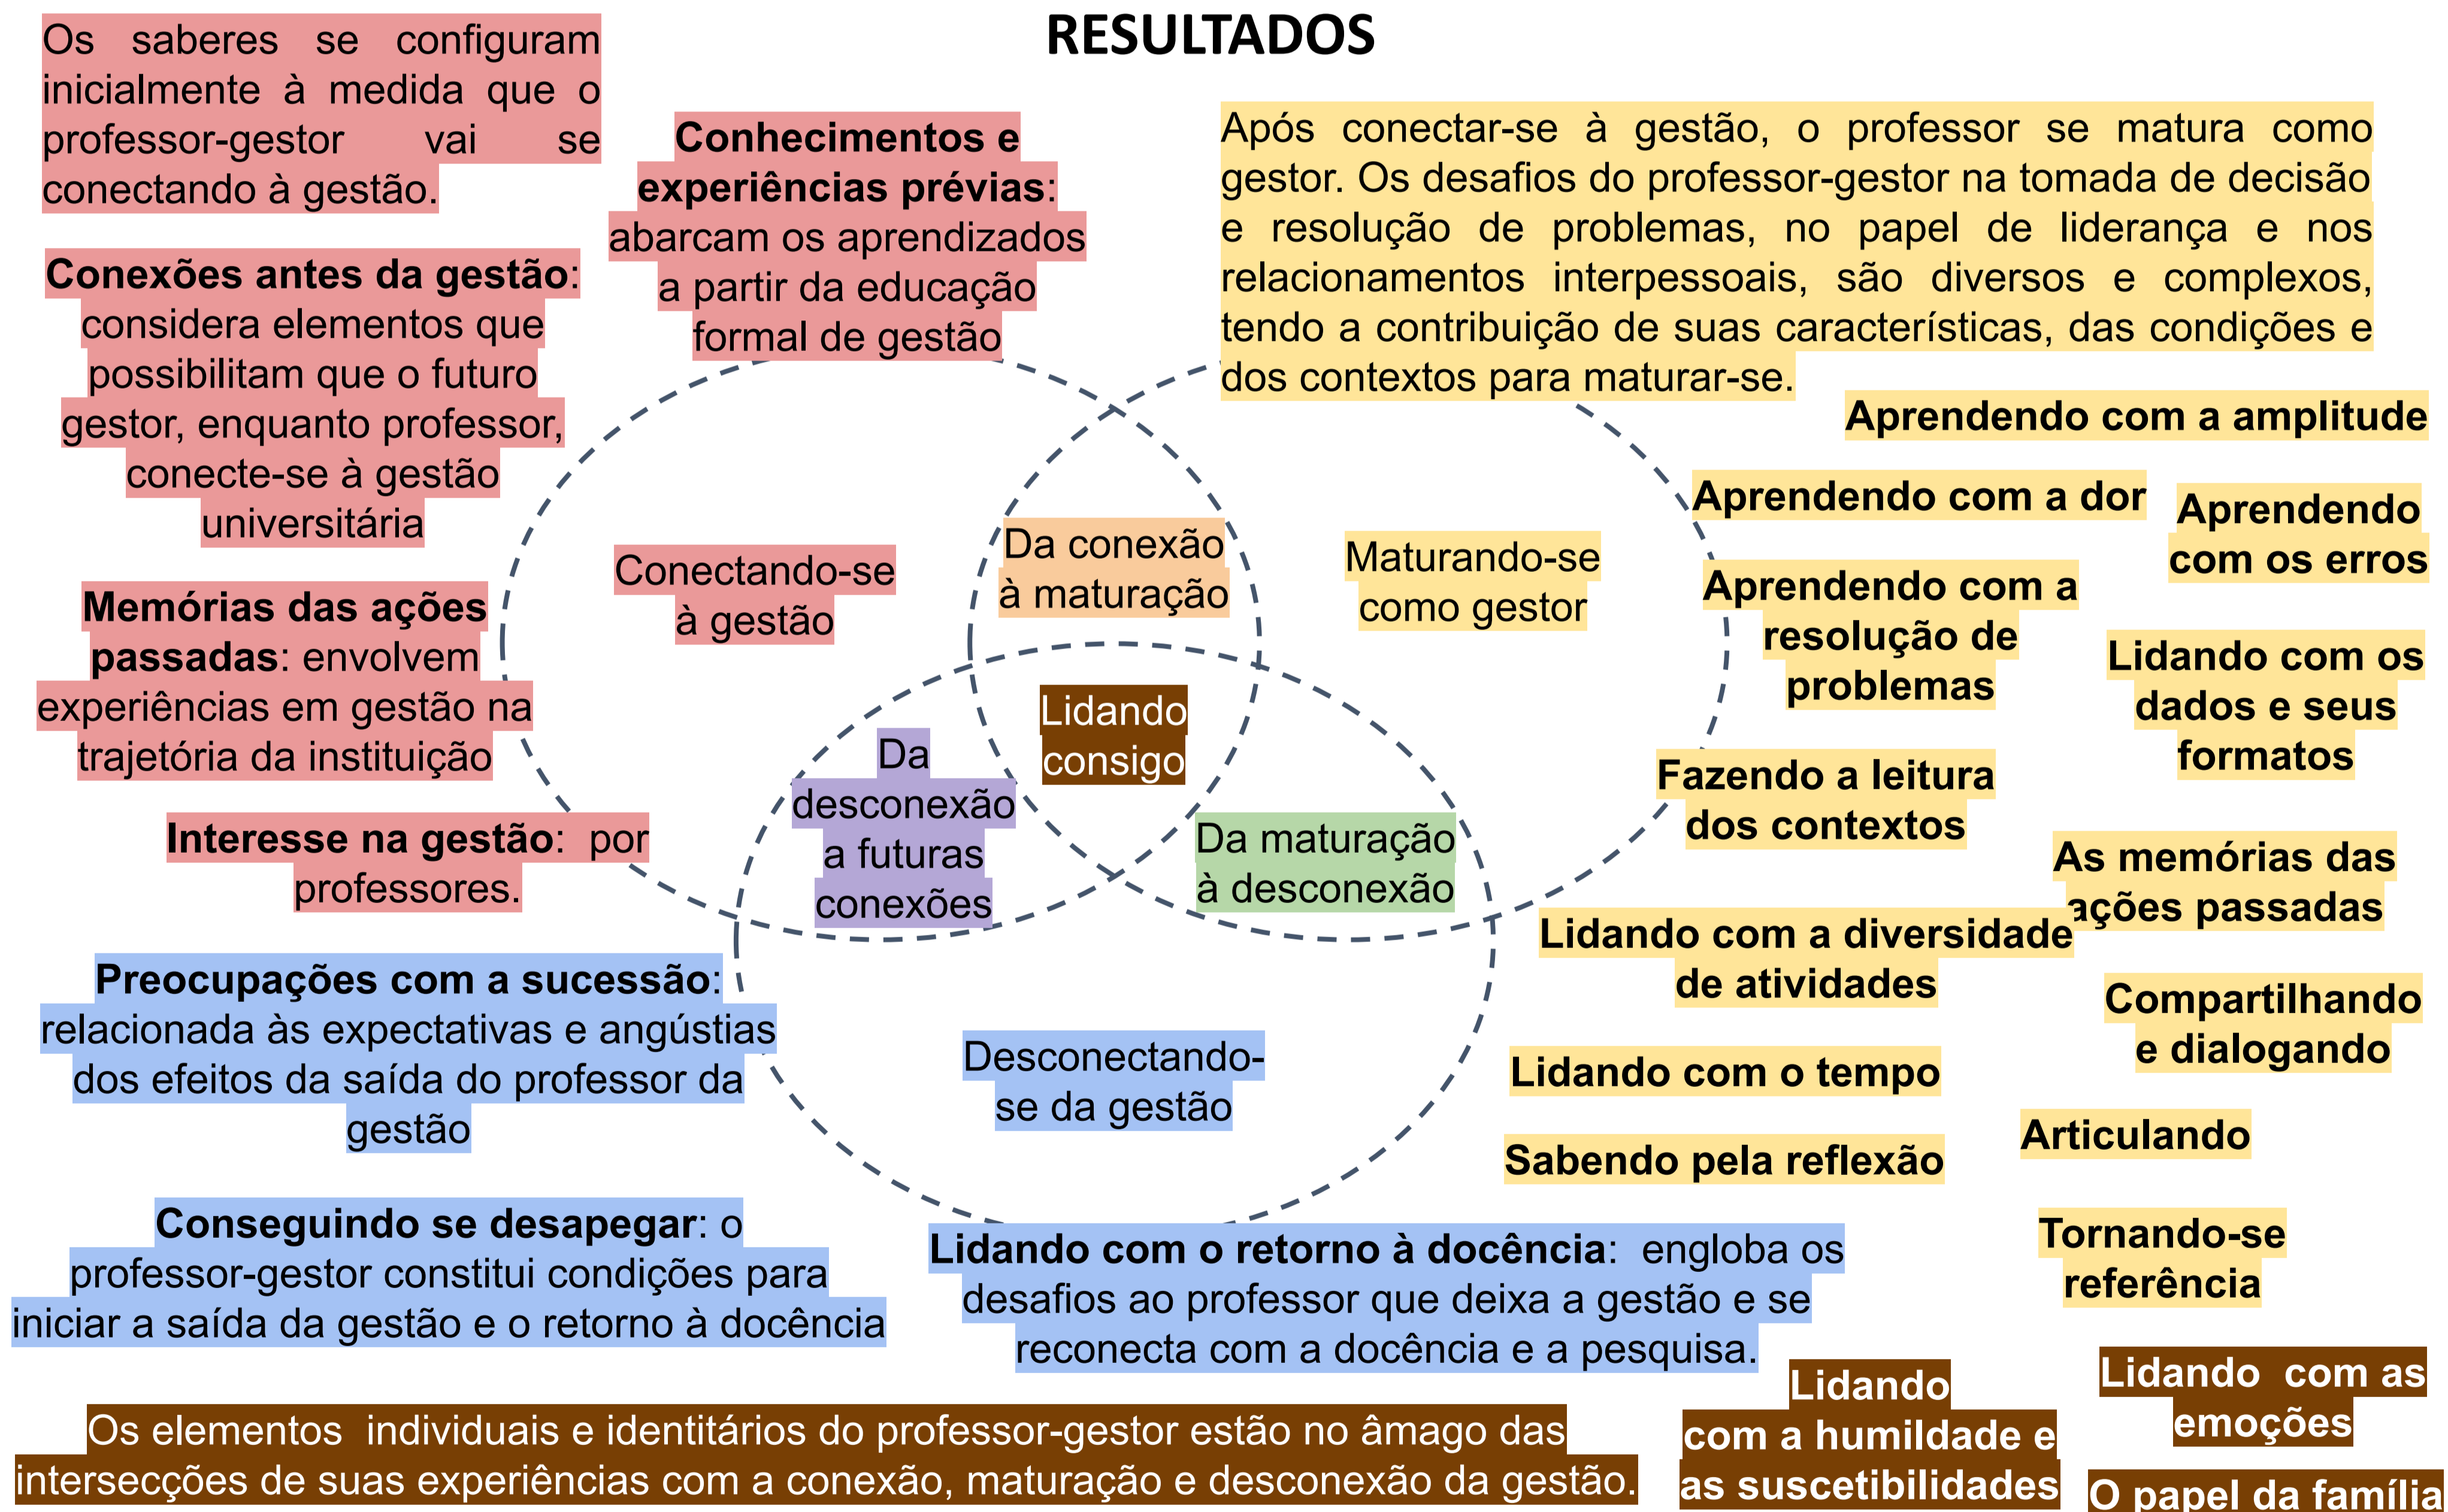 RESULTADOS
Os saberes se configuram
inicialmente à medida que o
professor-gestor vai se
conectando à gestão.
Conexões antes da gestão:
considera elementos que
possibilitam que o futuro
gestor, enquanto professor,
conecte-se à gestão
universitária
Memórias das ações
passadas: envolvem
experiências em gestão na
trajetória da instituição
Interesse na gestão: por
professores.
Conhecimentos e
experiências prévias:
abarcam os aprendizados
a partir da educação
formal de gestão
Após conectar-se à gestão, o professor se matura como
gestor. Os desafios do professor-gestor na tomada de decisão
e resolução de problemas, no papel de liderança e nos
relacionamentos interpessoais, são diversos e complexos,
tendo a contribuição de suas características, das condições e
dos contextos para maturar-se.
Conectando-se
à gestão
Da conexão
à maturação
Maturando-se
como gestor
Lidando
consigo
Da
desconexão
a futuras
conexões
Da maturação
à desconexão
Desconectando-
se da gestão
Aprendendo com a amplitude
Aprendendo com a dor
Aprendendo
com os erros
Aprendendo com a
resolução de
problemas
Lidando com os
dados e seus
formatos
Fazendo a leitura
dos contextos
As memórias das
ações passadas
Lidando com a diversidade
de atividades
Compartilhando
e dialogando
Lidando com o tempo
Articulando
Sabendo pela reflexão
Tornando-se
referência
Preocupações com a sucessão:
relacionada às expectativas e angústias
dos efeitos da saída do professor da
gestão
Conseguindo se desapegar: o
professor-gestor constitui condições para
iniciar a saída da gestão e o retorno à docência
Lidando com o retorno à docência: engloba os
desafios ao professor que deixa a gestão e se
reconecta com a docência e a pesquisa.
Os elementos individuais e identitários do professor-gestor estão no âmago das
intersecções de suas experiências com a conexão, maturação e desconexão da gestão.
Lidando
com a humildade e
as suscetibilidades
Lidando com as
emoções
O papel da família